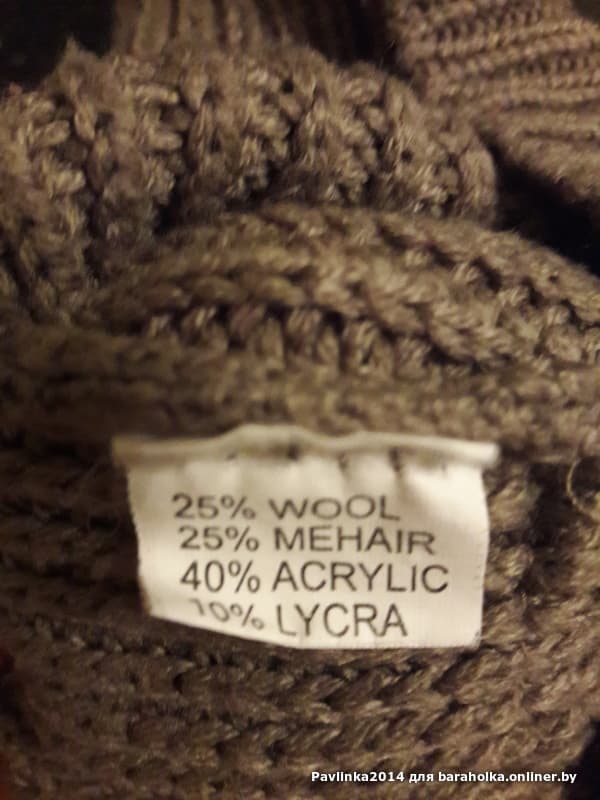 25% WOOL
25% MEHAIR
40% ACRYLIC
10% LYCRA
Pavlinka2014 для baraholka.onliner.by